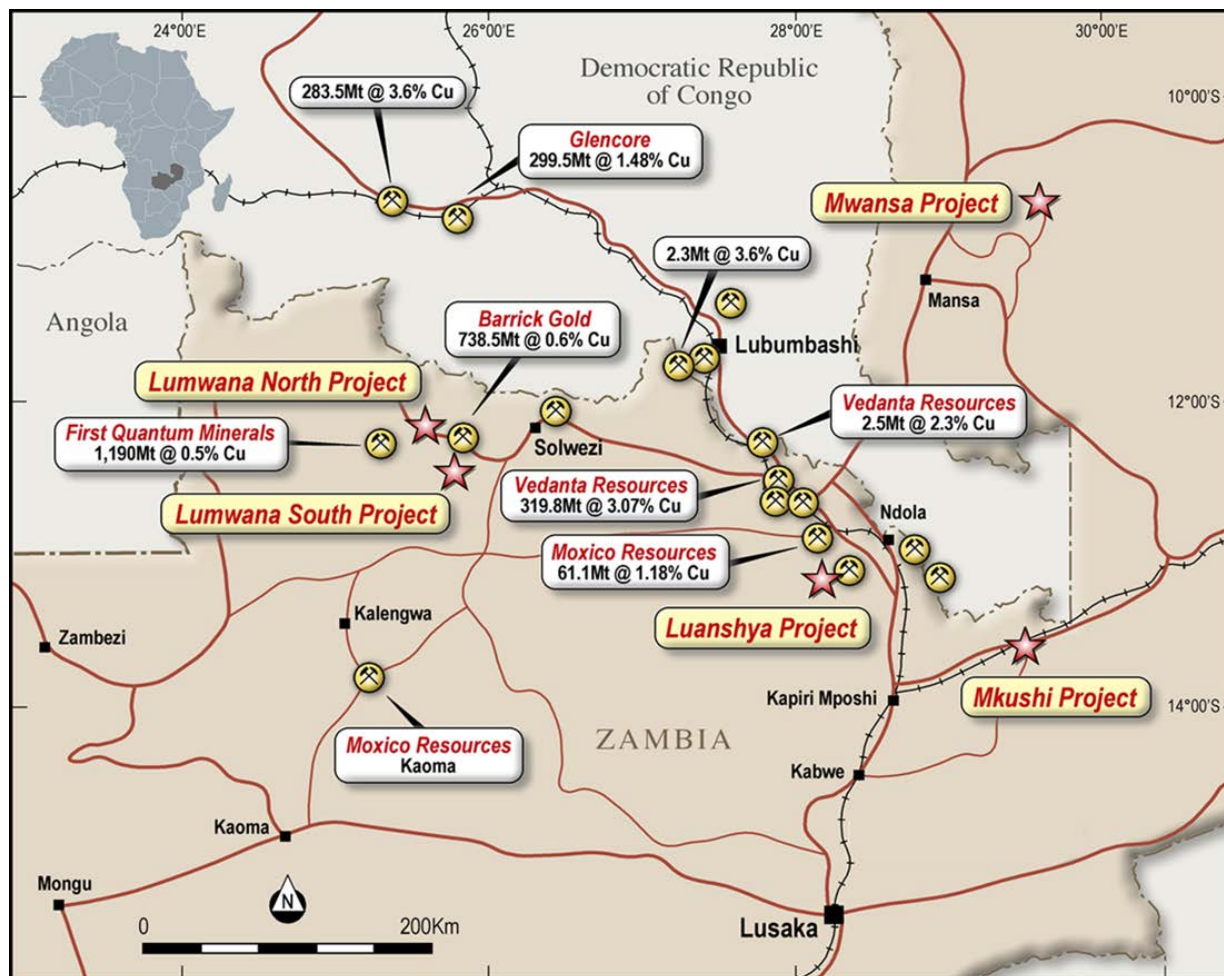 24°00'E
26°00'E
28°00'E
30°00'E
Democratic Republic
of Congo
10°00'S
283.5Mt @ 3.6% Cu
Glencore
299.5Mt @ 1.48% Cu
Mwansa Project
2.3Mt @ 3.6% Cu
Mansa
Angola
Barrick Gold
738.5Mt @ 0.6% Cu
Lubumbashi
Lumwana North Project
12°00'S
Vedanta Resources
2.5Mt @ 2.3% Cu
First Quantum Minerals
1,190Mt @ 0.5% Cu
Solwezi
Vedanta Resources
319.8Mt @ 3.07% Cu
Lumwana South Project
Ndola
Moxico Resources
61.1Mt @ 1.18% Cu
Kalengwa
Luanshya Project
Zambezi
Kapiri Mposhi
Mkushi Project
14°00'S
ZAMBIA
Moxico Resources
Kaoma
Kabwe
Kaoma
Mongu
N
0
200Km
Lusaka